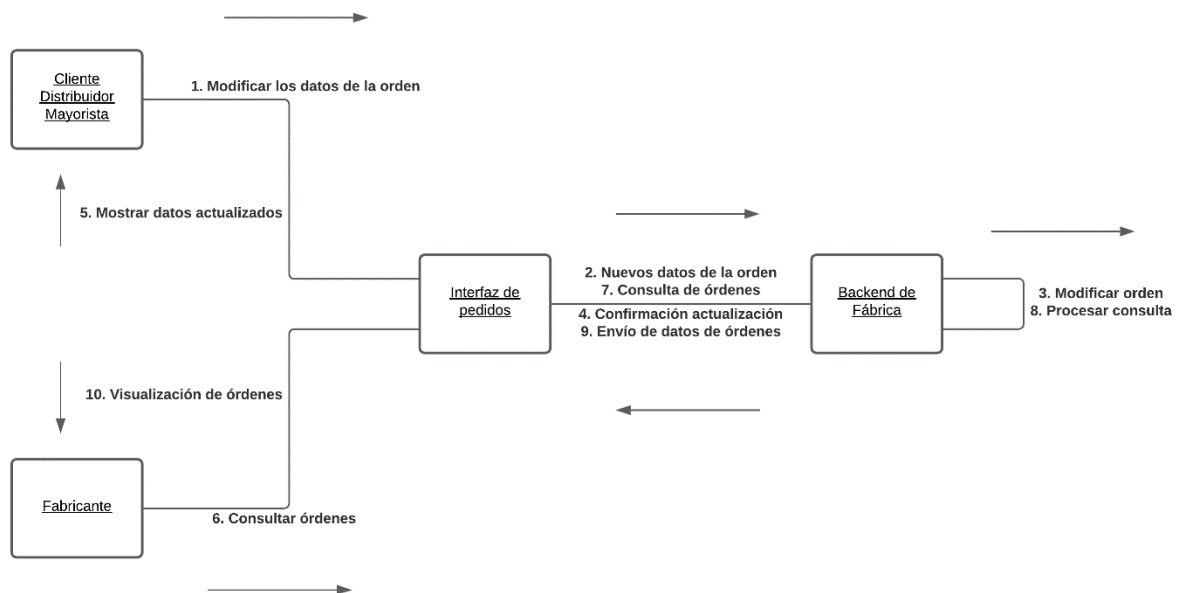 Cliente
Distribuidor
Mayorista
1. Modificar los datos de la orden
5. Mostrar datos actualizados
Interfaz de
pedidos
2. Nuevos datos de la orden
7. Consulta de órdenes
4. Confirmación actualización
9. Envío de datos de órdenes
Backend de
Fábrica
3. Modificar orden
8. Procesar consulta
10. Visualización de órdenes
Fabricante
6. Consultar órdenes